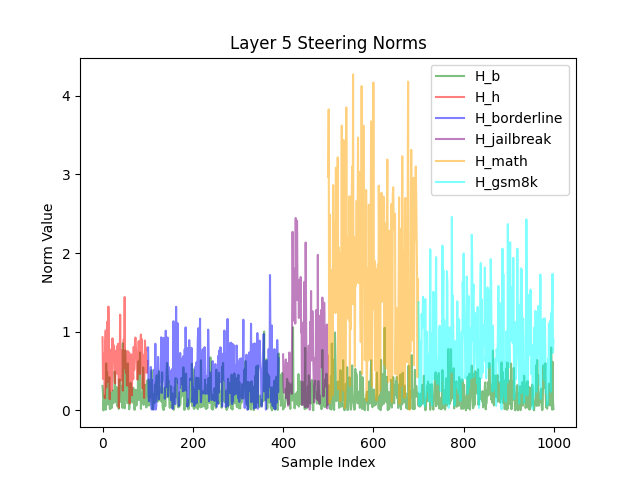 Layer 5 Steering Norms
Norm Value
4
3
2
1
0
H_b
H_h
H_borderline
H_jailbreak
H_math
H_gsm8k
0 200 400 600 800 1000
Sample Index